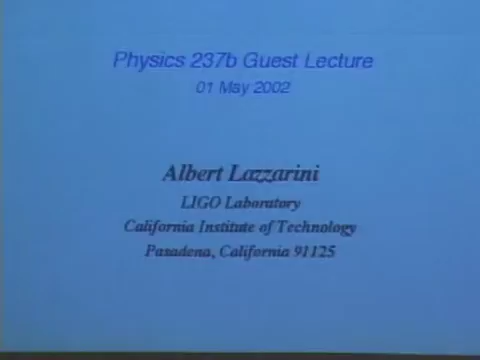 Physics 237b Guest Lecture
01 May 2002
Albert Lazzarini
LIGO Laboratory
California Institute of Technology
Pasadena, California 91125